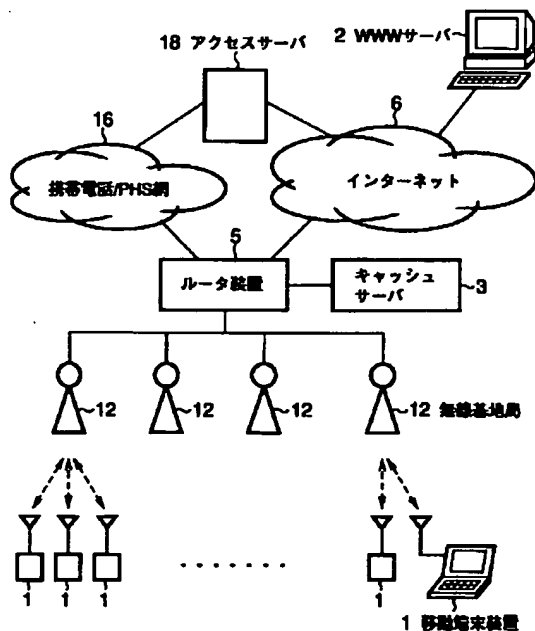 2 WWWサーバ
18 アクセスサーバ
16
6
携帯電話/PHS網
インターネット
5
ルータ装置
キャッシュ
サーバ
3
12
12
12
12 無線基地局
1
1
1
.......
1
1 移動端末装置